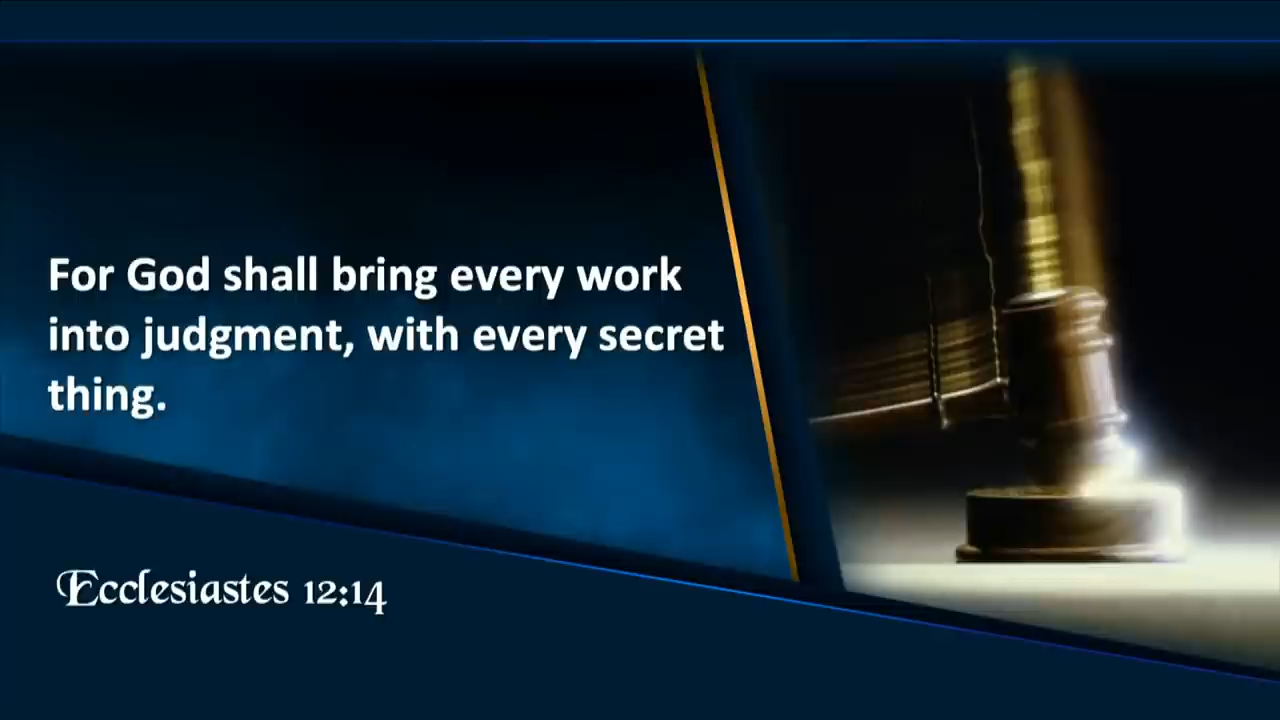 For God shall bring every work
into judgment, with every secret
thing.
Ecclesiastes 12:14